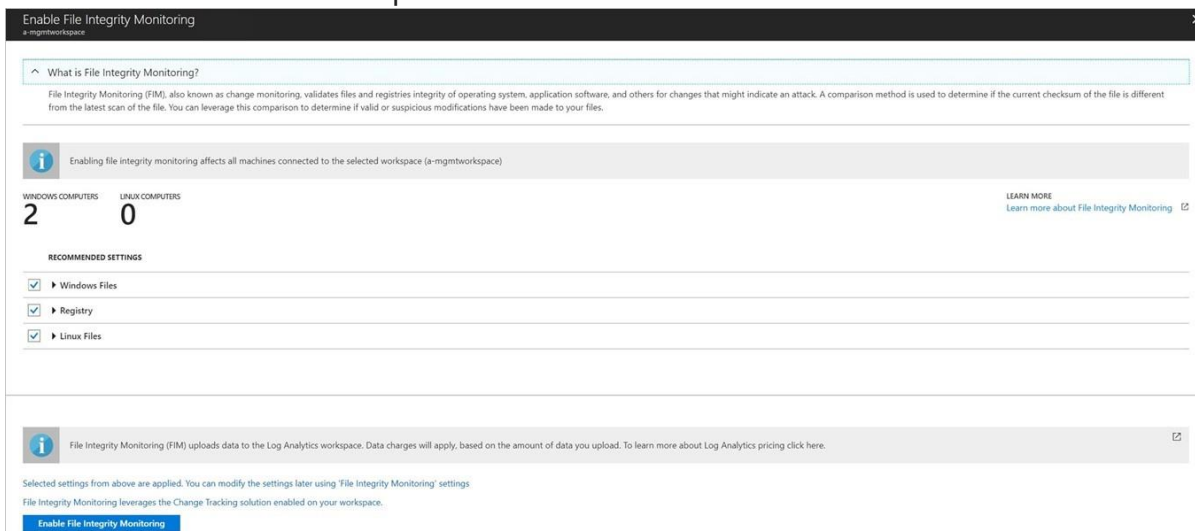 Enable File Integrity Monitoring
a-mgmtworkspace
What is File Integrity Monitoring?
File Integrity Monitoring (FIM), also known as change monitoring, validates files and registries integrity of operating system, application software, and others for changes that might indicate an attack. A comparison method is used to determine if the current checksum of the file is different
from the latest scan of the file. You can leverage this comparison to determine if valid or suspicious modifications have been made to your files.
Enabling file integrity monitoring affects all machines connected to the selected workspace (a-mgmtworkspace)
WINDOWS COMPUTERS LINUX COMPUTERS LEARN MORE
2 0 Learn more about File Integrity Monitoring
RECOMMENDED SETTINGS
Windows Files
Registry
Linux Files
File Integrity Monitoring (FIM) uploads data to the Log Analytics workspace. Data charges will apply, based on the amount of data you upload. To learn more about Log Analytics pricing click here.
Selected settings from above are applied. You can modify the settings later using 'File Integrity Monitoring' settings
File Integrity Monitoring leverages the Change Tracking solution enabled on your workspace.
Enable File Integrity Monitoring